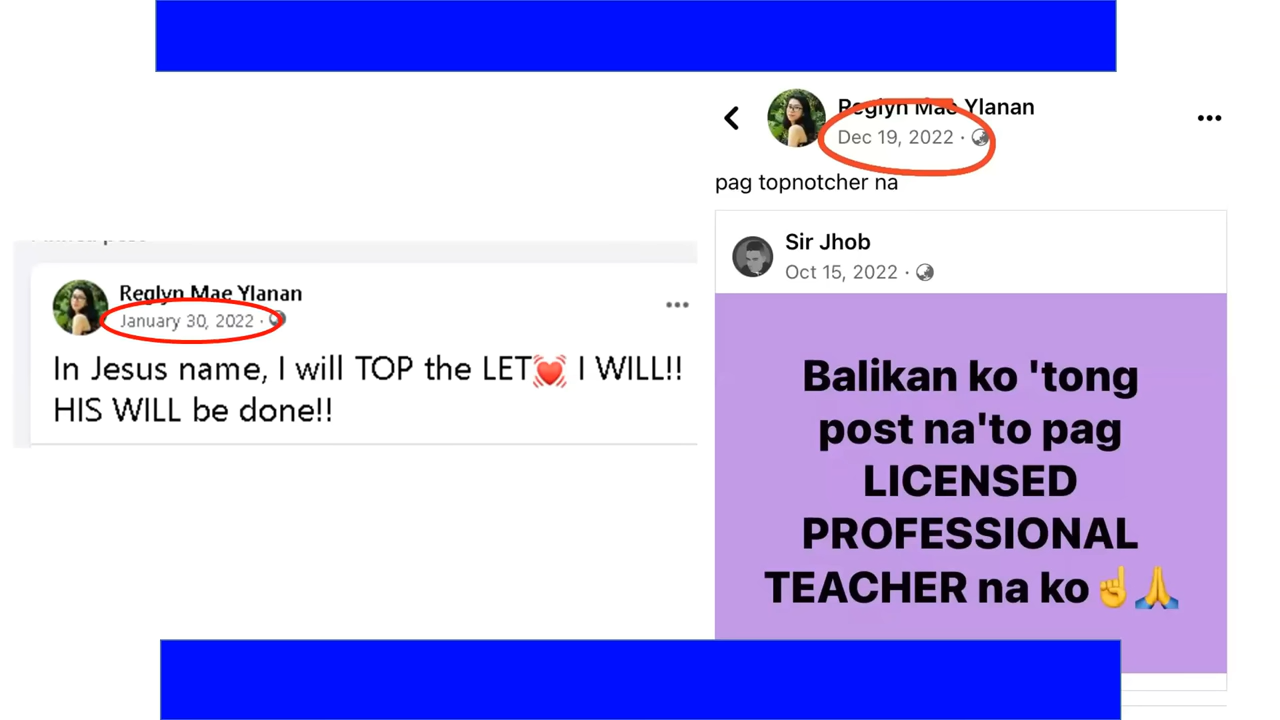 Reglyn Mae Ylanan
January 30, 2022 ·
In Jesus name, I will TOP the LET💓 I WILL!!
HIS WILL be done!!
Reglyn Mae Ylanan
Dec 19, 2022 ·
pag topnotcher na
Sir Jhob
Oct 15, 2022 ·
Balikan ko 'tong
post na'to pag
LICENSED
PROFESSIONAL
TEACHER na ko☝️🙏